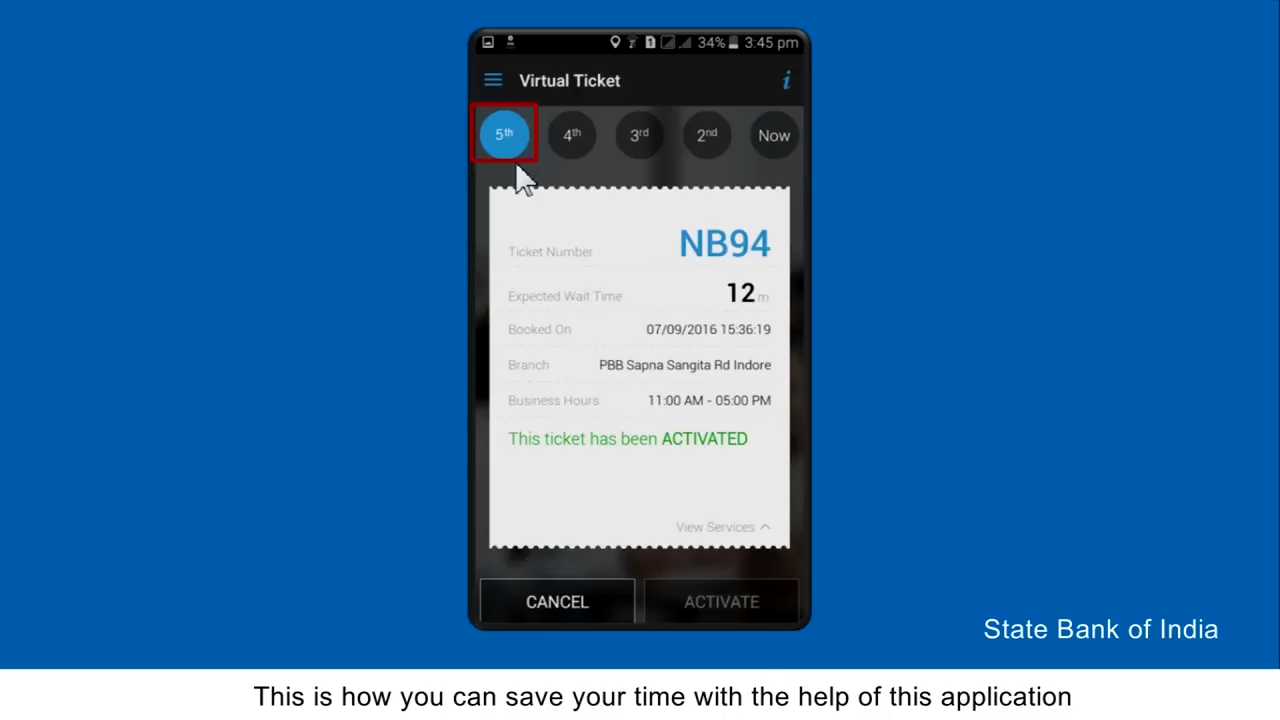 34% 3:45 pm
Virtual Ticket i
5th 4th 3rd 2nd Now
Ticket Number NB94
Expected Wait Time 12 m
Booked On 07/09/2016 15:36:19
Branch PBB Sapna Sangita Rd Indore
Business Hours 11:00 AM - 05:00 PM
This ticket has been ACTIVATED
View Services
CANCEL ACTIVATE
State Bank of India
This is how you can save your time with the help of this application